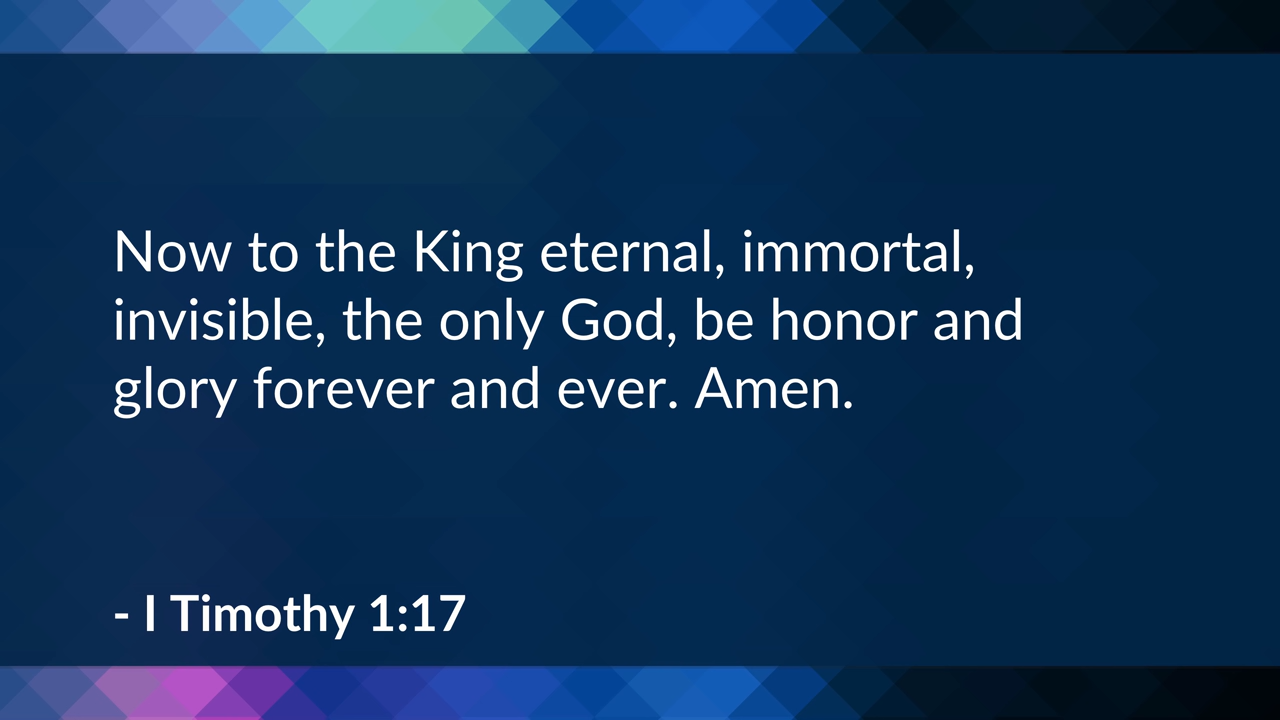 Now to the King eternal, immortal,
invisible, the only God, be honor and
glory forever and ever. Amen.
- I Timothy 1:17